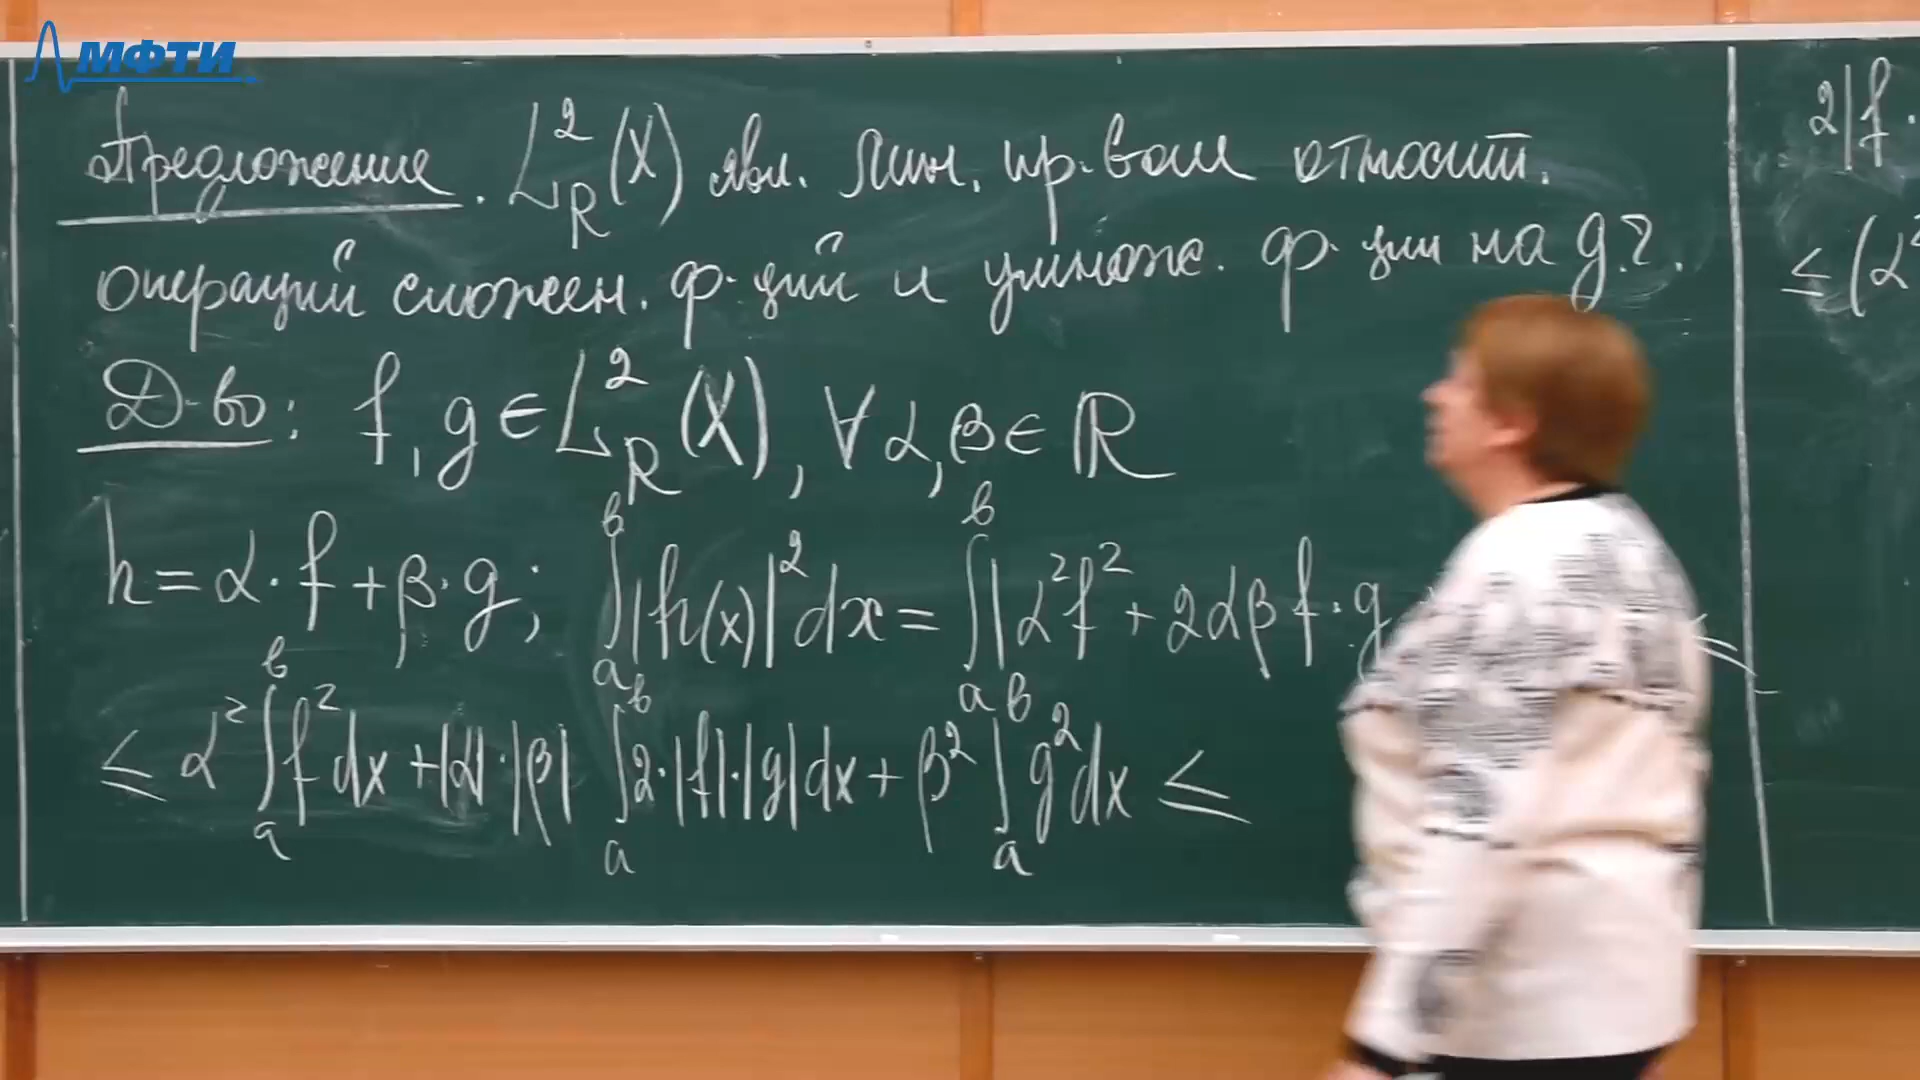 МФТИ
Предложение. L²_R(X) явл. лин. пр-вом относит.
операций сложен. ф-ций и умнож. ф-ции на д.ч.
Д-во: f, g ∈ L²_R(X), ∀ α, β ∈ ℝ
h = α·f + β·g; ∫_a^b |h(x)|² dx = ∫_a^b |α²f² + 2αβ f·g
≤ α² ∫_a^b f² dx + |α|·|β| ∫_a^b 2·|f|·|g| dx + β² ∫_a^b g² dx ≤
2|f·
≤ (α²